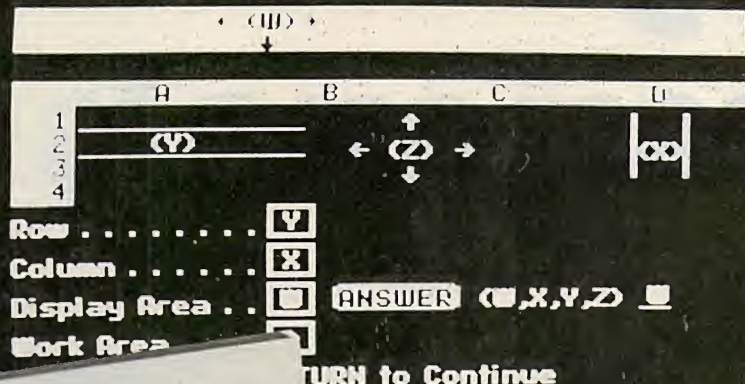 (W)
A B C D
1
2 (Y) (Z) (X)
3
4
Row ........ Y
Column ...... X
Display Area .. W ANSWER (W,X,Y,Z) W
Work Area
TURN to Continue